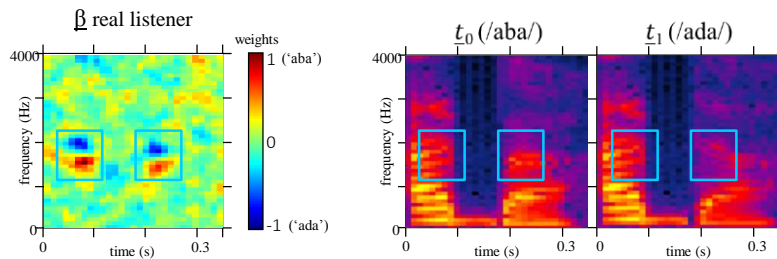 β real listener
weights
4000
frequency (Hz)
0
0
0.3
time (s)
1 (‘aba’)
0
-1 (‘ada’)
t0 (/aba/)
t1 (/ada/)
4000
frequency (Hz)
0
0
0.3
time (s)
0
0.3
time (s)